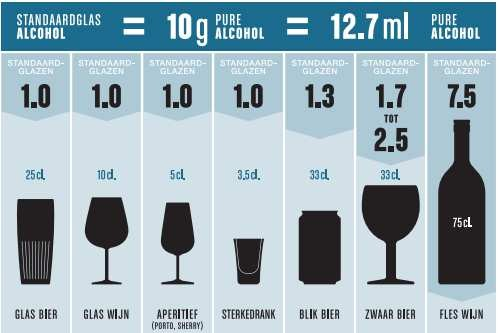 STANDAARDGLAS
ALCOHOL
= 10g PURE
ALCOHOL
= 12.7 ml PURE
ALCOHOL
STANDAARD-
GLAZEN
1.0
25cl.
GLAS BIER
STANDAARD-
GLAZEN
1.0
10cl.
GLAS WIJN
STANDAARD-
GLAZEN
1.0
5cl.
APERITIEF
(PORTO, SHERRY)
STANDAARD-
GLAZEN
1.0
3,5cl.
STERKEDRANK
STANDAARD-
GLAZEN
1.3
33cl.
BLIK BIER
STANDAARD-
GLAZEN
1.7
TOT
2.5
33cl.
ZWAAR BIER
STANDAARD-
GLAZEN
7.5
75cl.
FLES WIJN